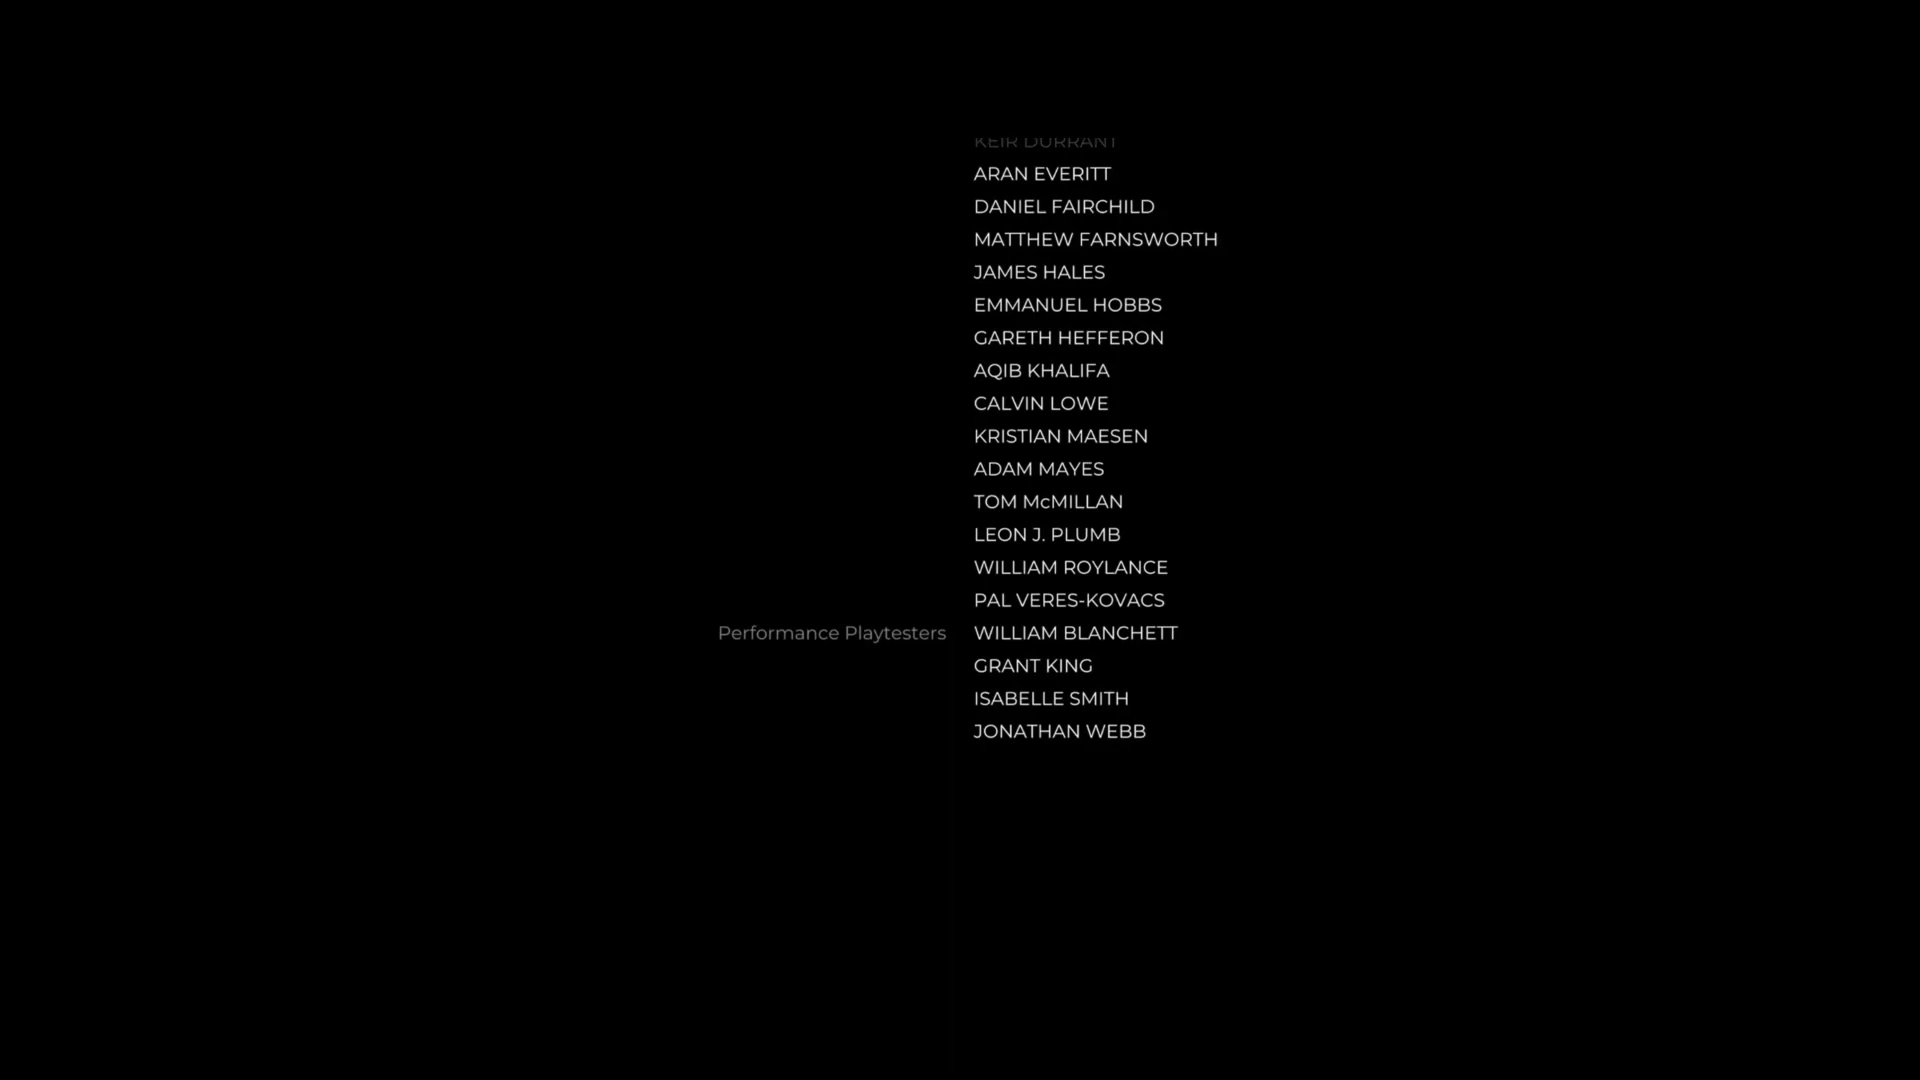 KEIR DURRANT
ARAN EVERITT
DANIEL FAIRCHILD
MATTHEW FARNSWORTH
JAMES HALES
EMMANUEL HOBBS
GARETH HEFFERON
AQIB KHALIFA
CALVIN LOWE
KRISTIAN MAESEN
ADAM MAYES
TOM McMILLAN
LEON J. PLUMB
WILLIAM ROYLANCE
PAL VERES-KOVACS
Performance Playtesters WILLIAM BLANCHETT
GRANT KING
ISABELLE SMITH
JONATHAN WEBB